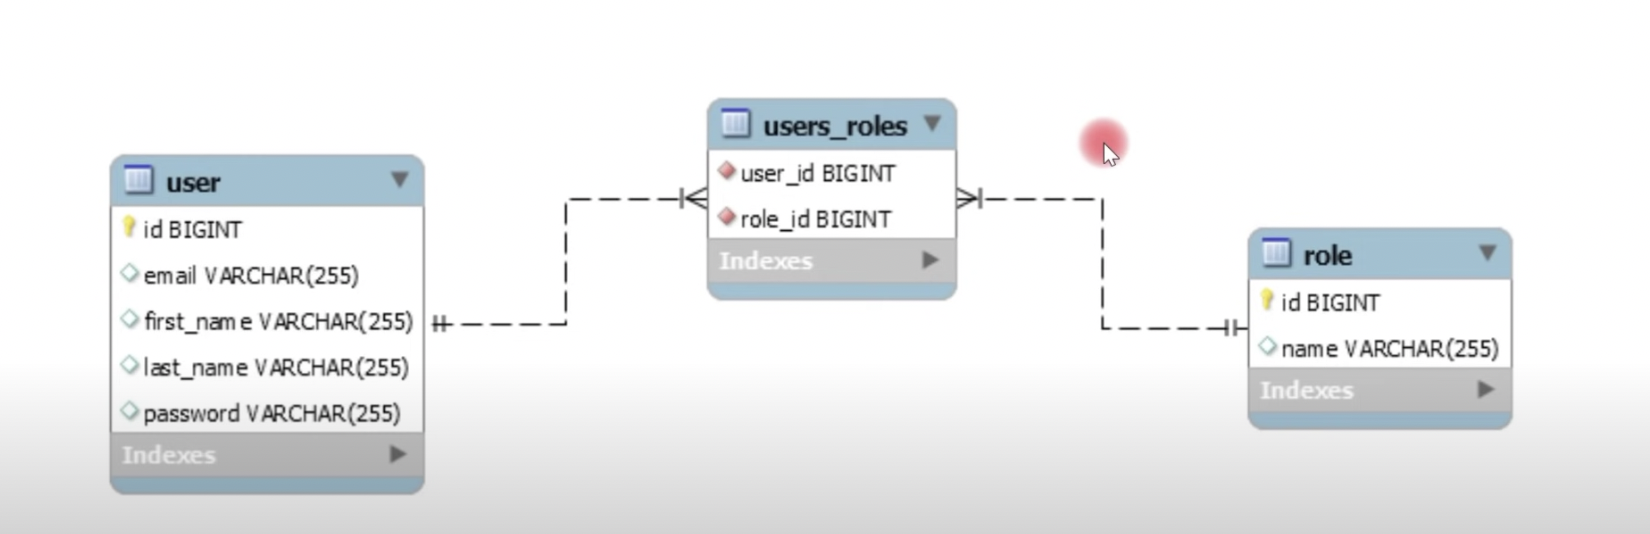 user
id BIGINT
email VARCHAR(255)
first_name VARCHAR(255)
last_name VARCHAR(255)
password VARCHAR(255)
Indexes
users_roles
user_id BIGINT
role_id BIGINT
Indexes
role
id BIGINT
name VARCHAR(255)
Indexes